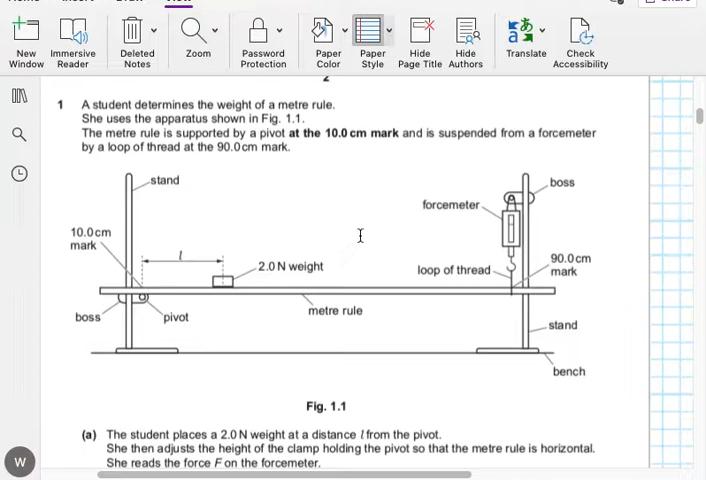 View
Share
New Window
Immersive Reader
Deleted Notes
Zoom
Password Protection
Paper Color
Paper Style
Hide Page Title
Hide Authors
Translate
Check Accessibility
2
1 A student determines the weight of a metre rule.
She uses the apparatus shown in Fig. 1.1.
The metre rule is supported by a pivot at the 10.0 cm mark and is suspended from a forcemeter
by a loop of thread at the 90.0 cm mark.
stand
boss
forcemeter
10.0 cm
mark
l
2.0 N weight
loop of thread
90.0 cm
mark
boss
pivot
metre rule
stand
bench
Fig. 1.1
(a) The student places a 2.0 N weight at a distance l from the pivot.
She then adjusts the height of the clamp holding the pivot so that the metre rule is horizontal.
She reads the force F on the forcemeter.
W